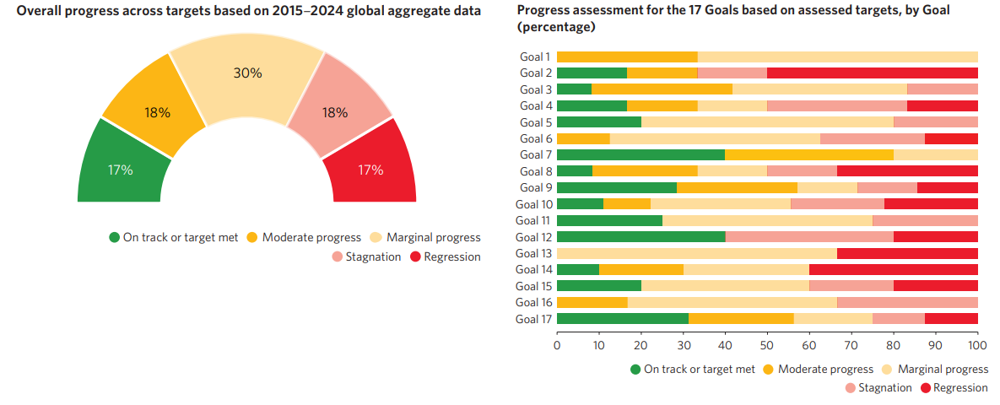 Overall progress across targets based on 2015–2024 global aggregate data
30%
18%
18%
17%
17%
On track or target met Moderate progress Marginal progress
Stagnation Regression
Progress assessment for the 17 Goals based on assessed targets, by Goal
(percentage)
Goal 1
Goal 2
Goal 3
Goal 4
Goal 5
Goal 6
Goal 7
Goal 8
Goal 9
Goal 10
Goal 11
Goal 12
Goal 13
Goal 14
Goal 15
Goal 16
Goal 17
0 10 20 30 40 50 60 70 80 90 100
On track or target met Moderate progress Marginal progress
Stagnation Regression